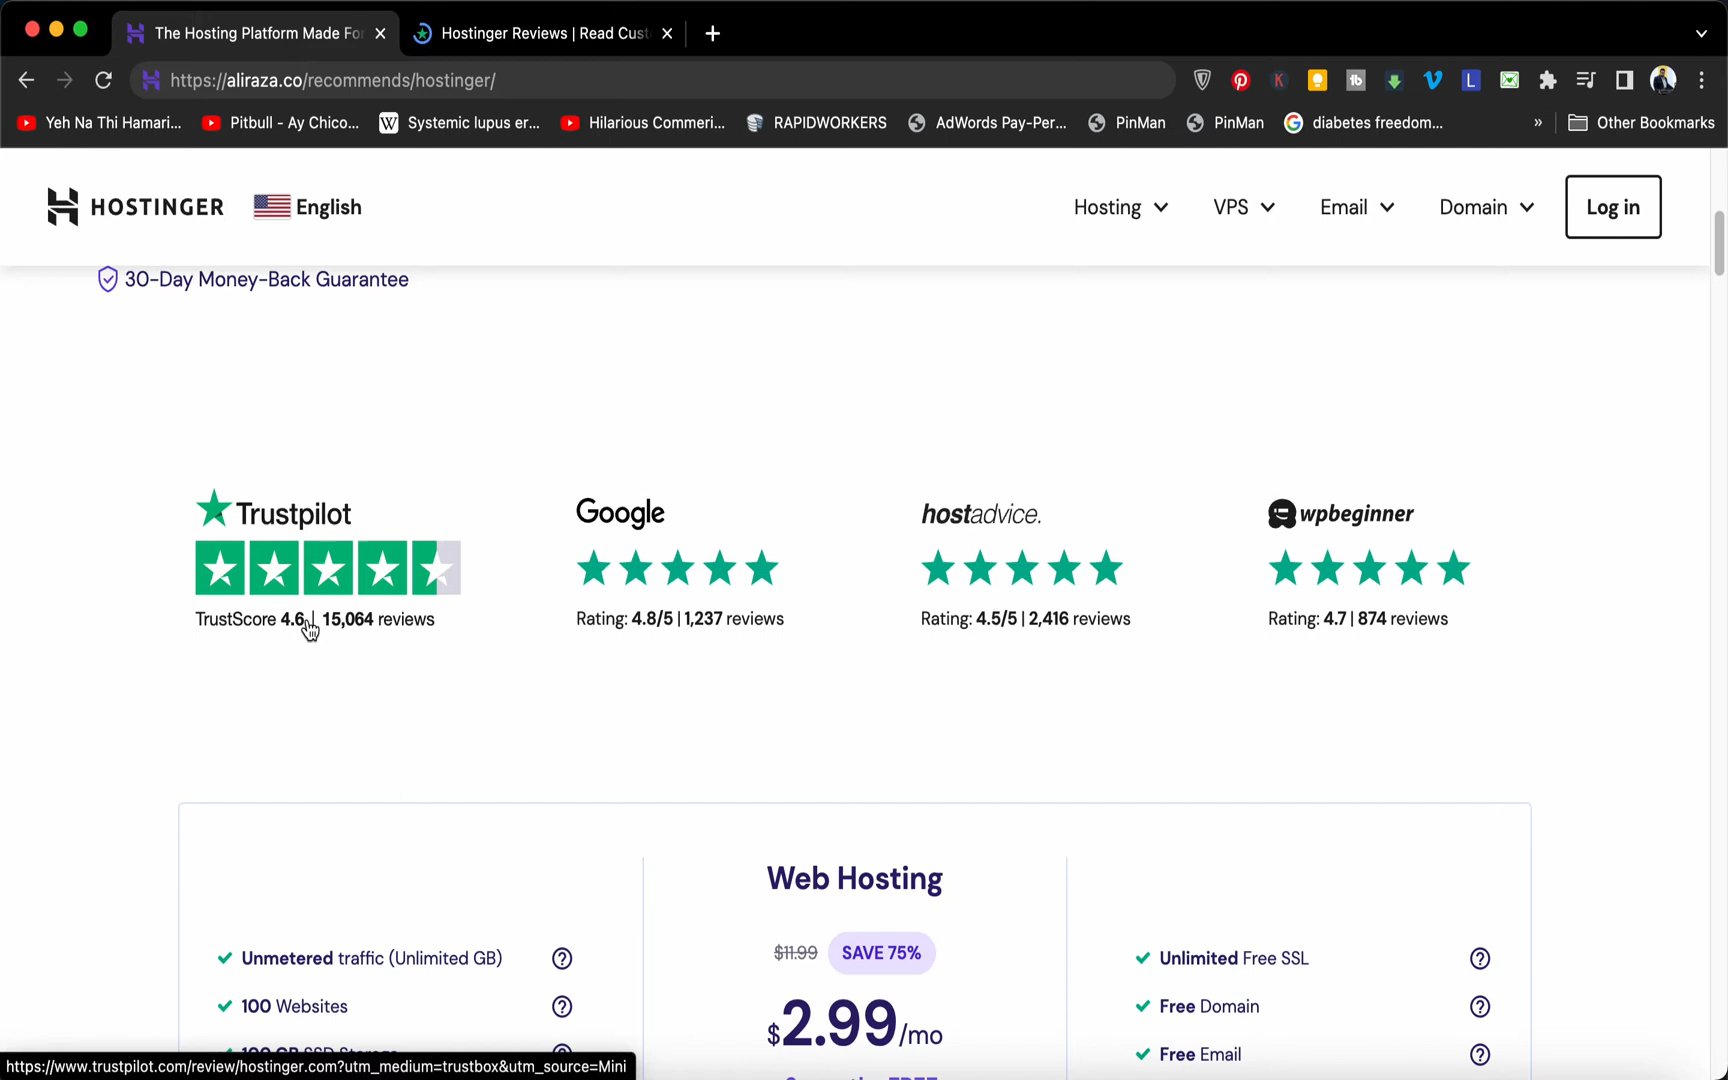 The Hosting Platform Made For
Hostinger Reviews | Read Cust
https://aliraza.co/recommends/hostinger/
Yeh Na Thi Hamari...
Pitbull - Ay Chico...
Systemic lupus er...
Hilarious Commeri...
RAPIDWORKERS
AdWords Pay-Per...
PinMan
PinMan
diabetes freedom...
»
Other Bookmarks
HOSTINGER
English
Hosting
VPS
Email
Domain
Log in
30-Day Money-Back Guarantee
Trustpilot
TrustScore 4.6 | 15,064 reviews
Google
Rating: 4.8/5 | 1,237 reviews
hostadvice.
Rating: 4.5/5 | 2,416 reviews
wpbeginner
Rating: 4.7 | 874 reviews
Unmetered traffic (Unlimited GB)
100 Websites
Web Hosting
$11.99 SAVE 75%
$2.99/mo
Unlimited Free SSL
Free Domain
Free Email
https://www.trustpilot.com/review/hostinger.com?utm_medium=trustbox&utm_source=Mini